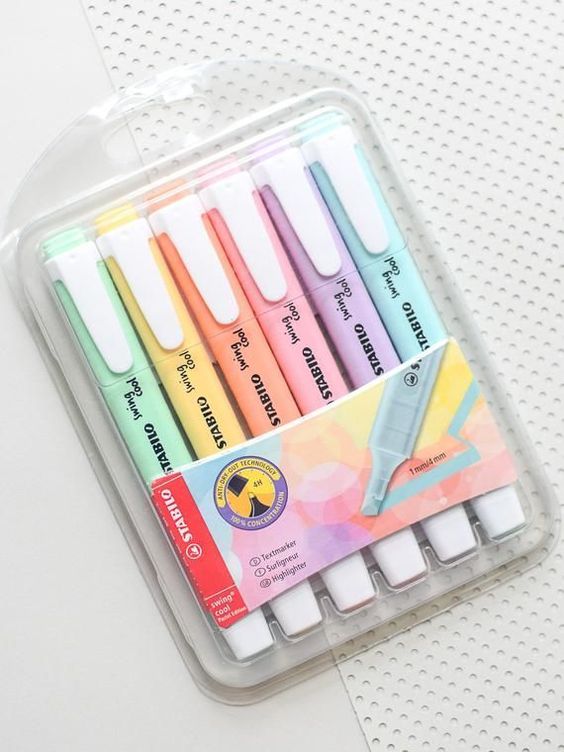 STABILO swing cool
STABILO swing cool
STABILO swing cool
STABILO swing cool
STABILO swing cool
STABILO swing cool
1 mm/4 mm
ANTI-DRY-OUT TECHNOLOGY
4H
100% CONCENTRATION
STABILO
swing
cool
Pastel Edition
D Textmarker
F Surligneur
GB Highlighter